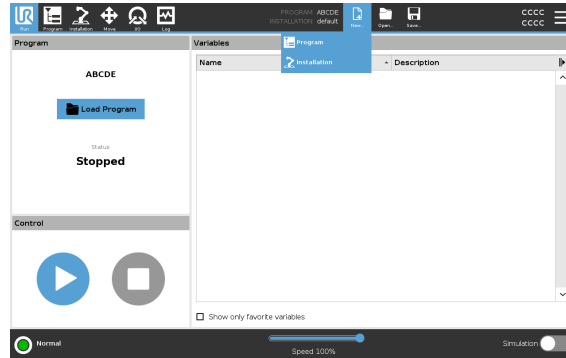 UR
PROGRAM ABCDE
INSTALLATION default
CCCC
CCCC
Run Program Installation Move I/O Log New... Open... Save...
Program
Variables
Program
Installation
Name Description
ABCDE
Load Program
Status
Stopped
Control
Show only favorite variables
Normal
Speed 100%
Simulation